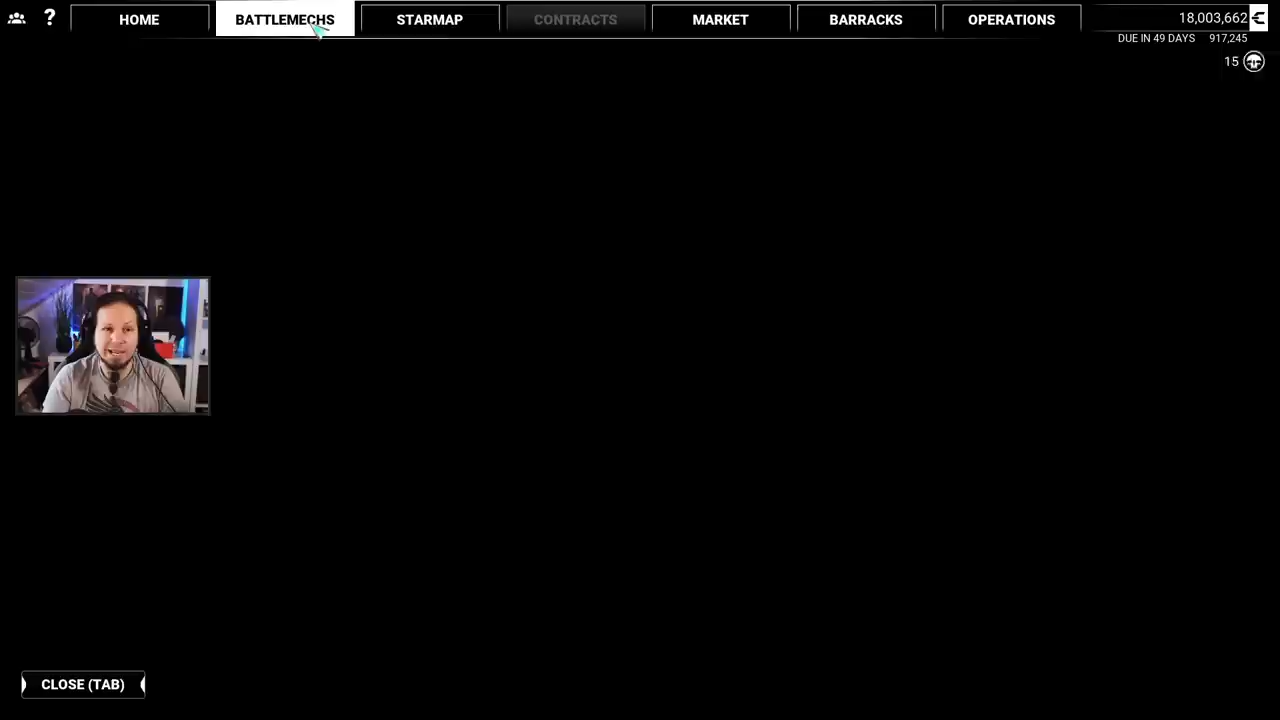 ? HOME BATTLEMECHS STARMAP CONTRACTS MARKET BARRACKS OPERATIONS 18,003,662
DUE IN 49 DAYS 917,245
15
CLOSE (TAB)